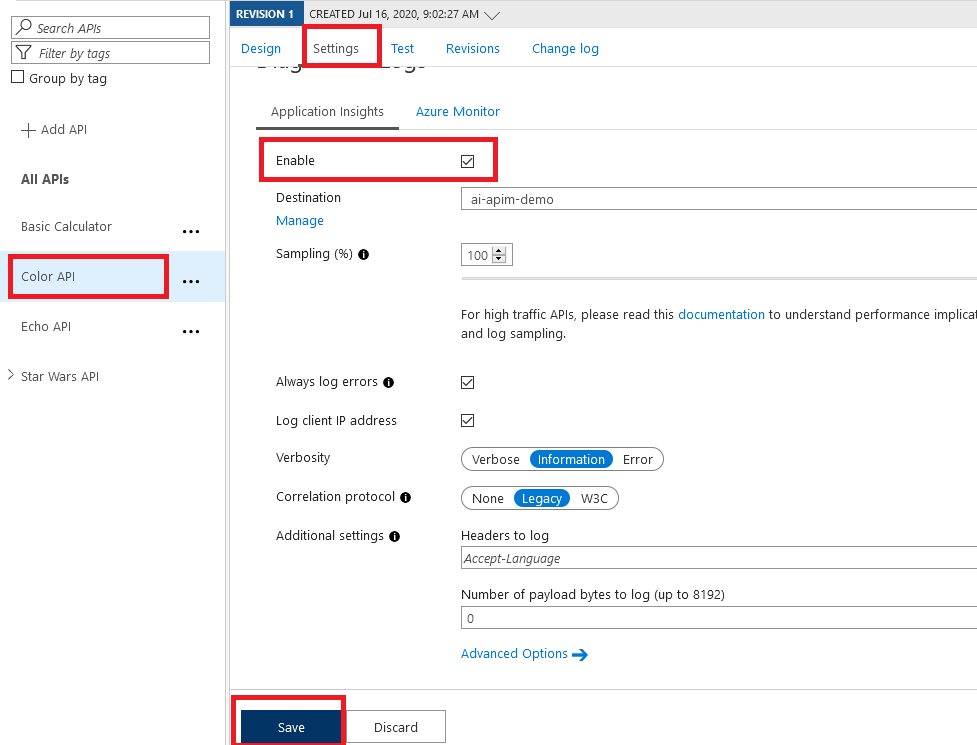 REVISION 1 CREATED Jul 16, 2020, 9:02:27 AM
Search APIs
Filter by tags
Group by tag
Add API
All APIs
Basic Calculator
Color API
Echo API
Star Wars API
Design Settings Test Revisions Change log
Application Insights Azure Monitor
Enable
Destination ai-apim-demo
Manage
Sampling (%) 100
For high traffic APIs, please read this documentation to understand performance
and log sampling.
Always log errors
Log client IP address
Verbosity Verbose Information Error
Correlation protocol None Legacy W3C
Additional settings Headers to log
Accept-Language
Number of payload bytes to log (up to 8192)
0
Advanced Options
Save Discard